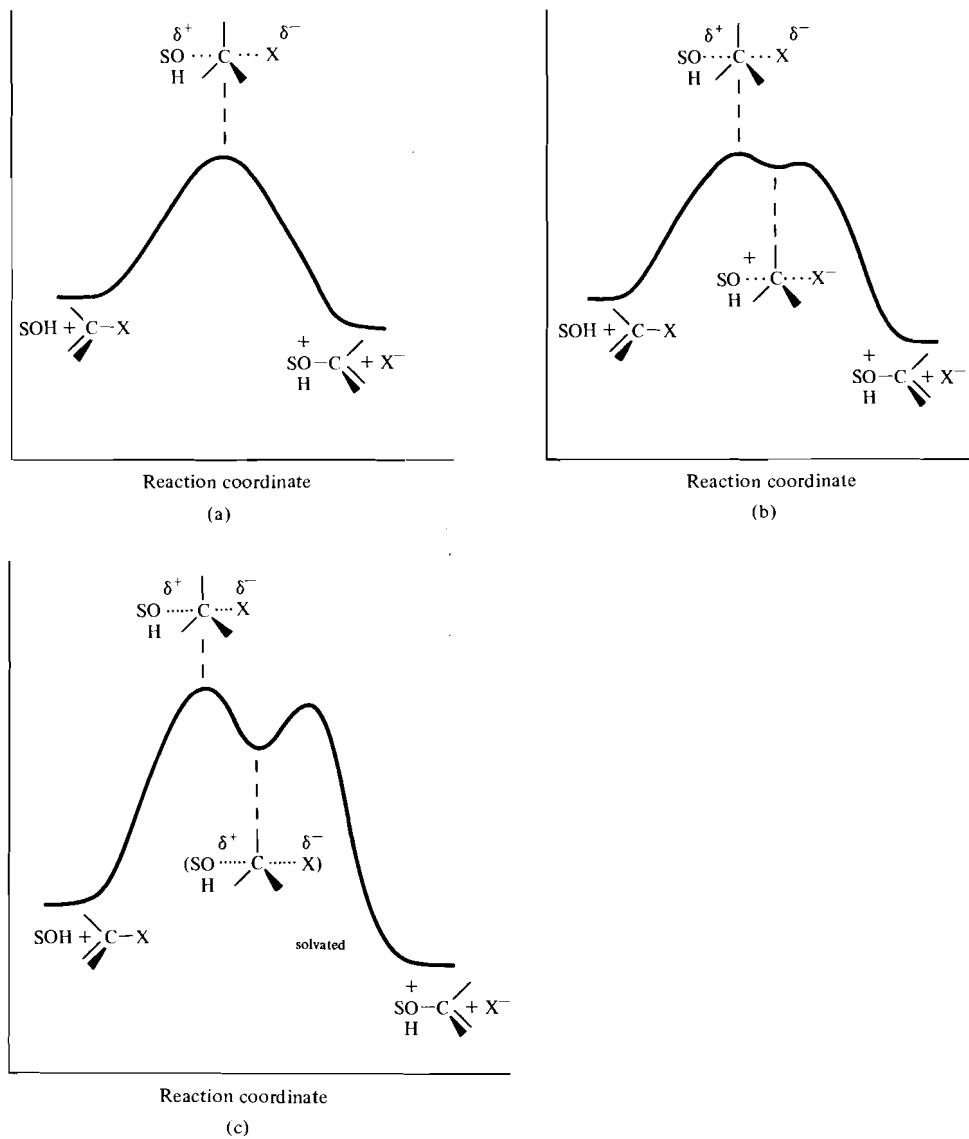 δ+ δ−
SO ····· C ···· X
H
SOH + C—X
+
SO—C + X−
H
Reaction coordinate
(a)
δ+ δ−
SO ····· C ···· X
H
+
SO ···· C ····· X−
H
SOH + C—X
+
SO—C + X−
H
Reaction coordinate
(b)
δ+ δ−
SO ······ C ···· X
H
δ+ δ−
(SO ······ C ······ X)
H
SOH + C—X
solvated
+
SO—C + X−
H
Reaction coordinate
(c)